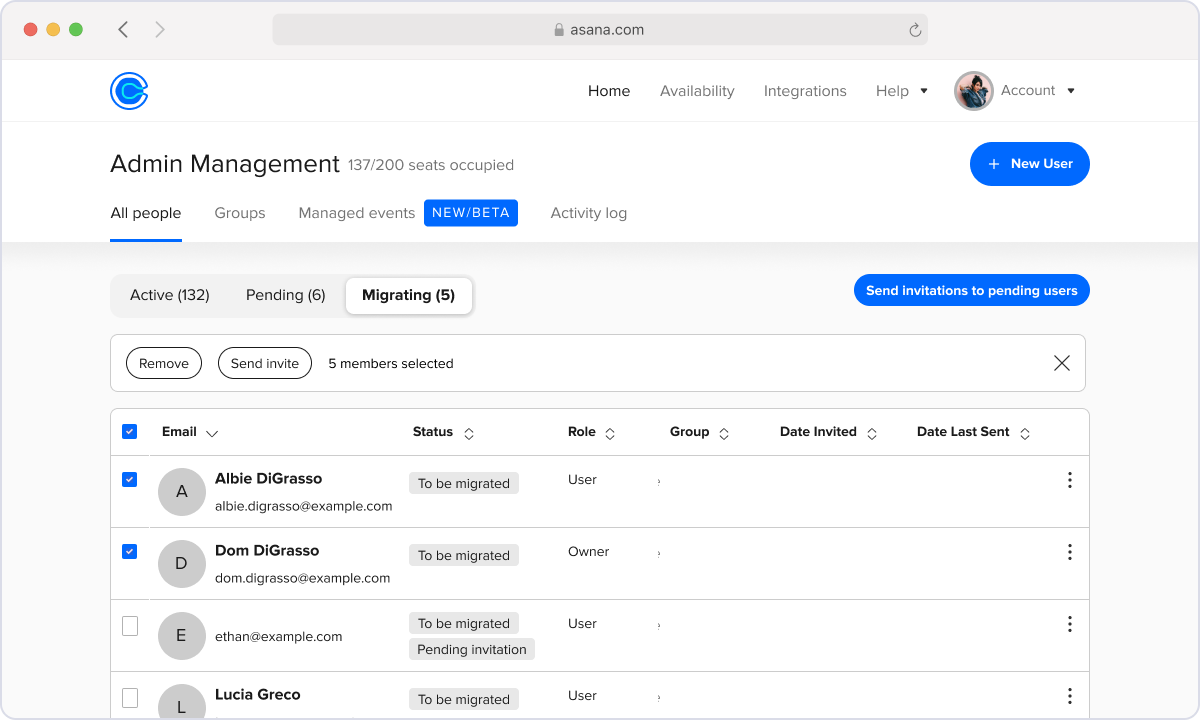 asana.com
Home Availability Integrations Help Account
Admin Management 137/200 seats occupied
+ New User
All people Groups Managed events NEW/BETA Activity log
Active (132) Pending (6) Migrating (5)
Send invitations to pending users
Remove Send invite 5 members selected
Email Status Role Group Date Invited Date Last Sent
A Albie DiGrasso To be migrated User
albie.digrasso@example.com
D Dom DiGrasso To be migrated Owner
dom.digrasso@example.com
To be migrated User
E ethan@example.com
Pending invitation
L Lucia Greco To be migrated User